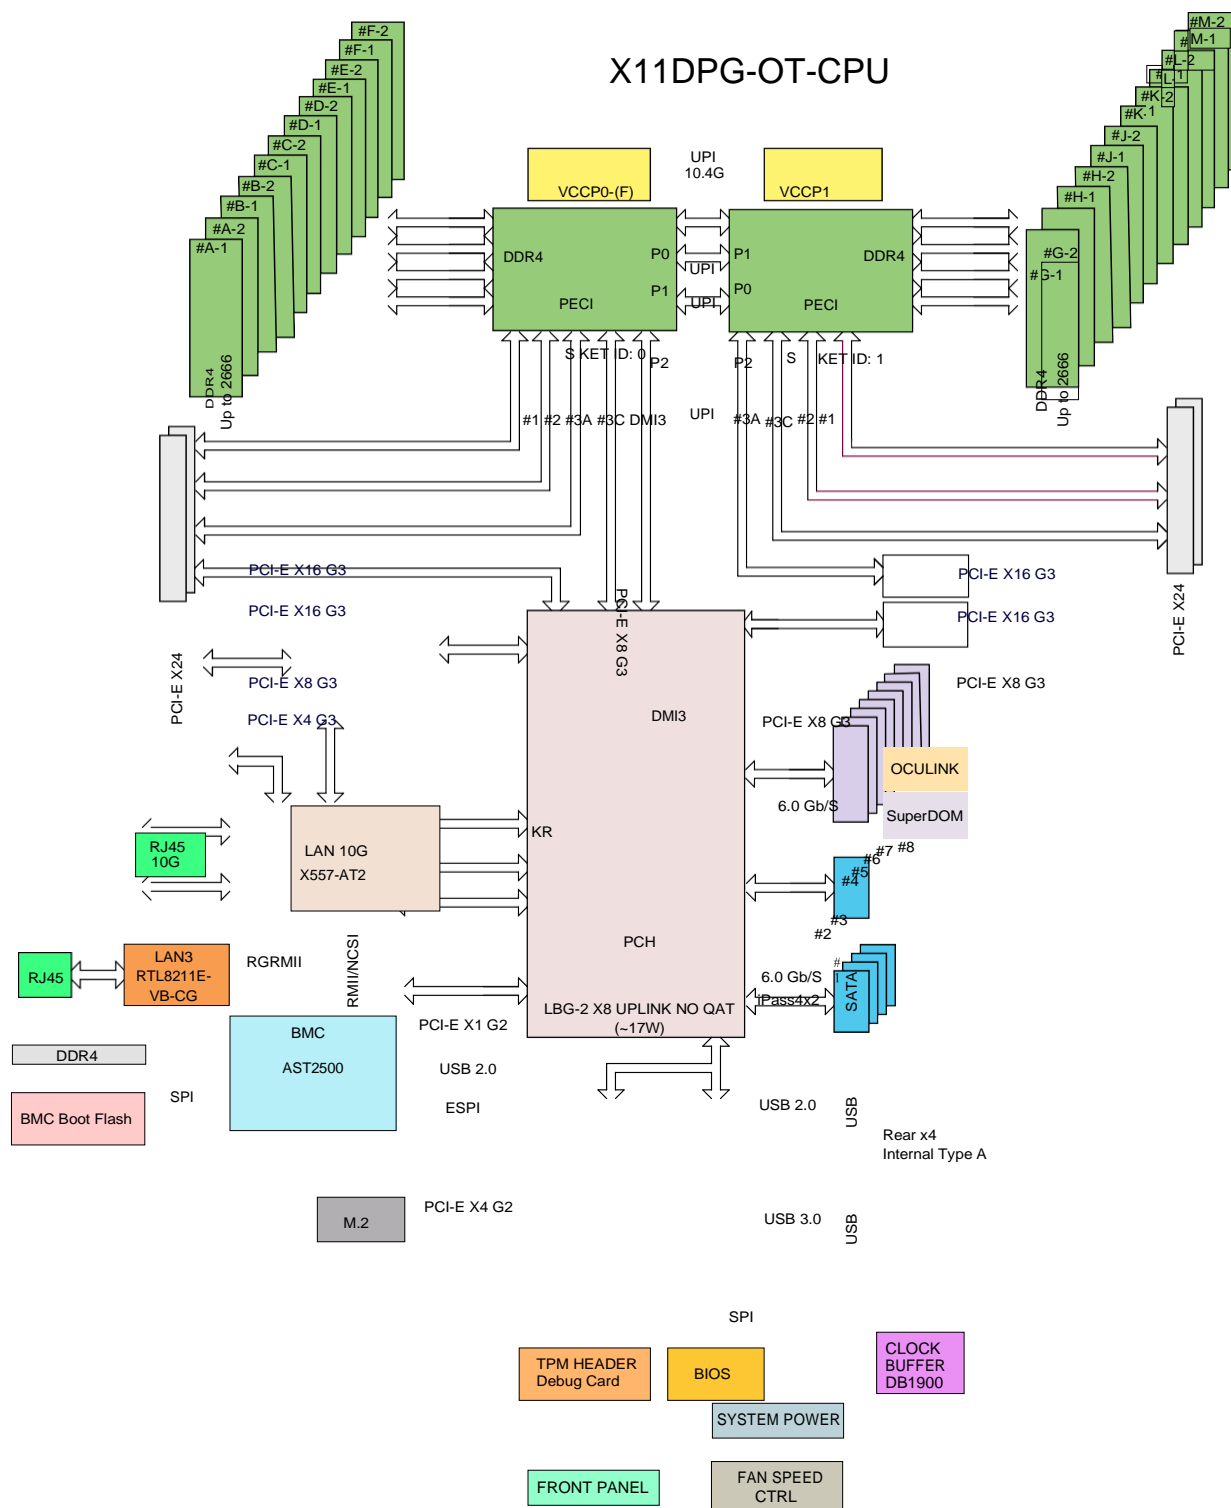 X11DPG-OT-CPU
#F-2
#F-1
#E-2
#E-1
#D-2
#D-1
#C-2
#C-1
#B-2
#B-1
#A-2
#A-1
DDR4
Up to 2666
#M-2
M-1
#L-2
L-1
#K-2
#K-1
#J-2
#J-1
#H-2
#H-1
#G-2
#G-1
DDR4
Up to 2666
VCCP0-(F)
UPI
10.4G
VCCP1
DDR4
P0
P1
PECI
P1
P0
DDR4
PECI
UPI
UPI
S KET ID: 0
P2
P2
S KET ID: 1
#1 #2 #3A #3C DMI3
UPI
#3A #3C #2 #1
PCI-E X16 G3
PCI-E X16 G3
PCI-E X8 G3
PCI-E X4 G3
PCI-E X24
PCI-E X8 G3
PCI-E X16 G3
PCI-E X16 G3
PCI-E X8 G3
PCI-E X24
DMI3
PCI-E X8 G3
OCULINK
6.0 Gb/S
SuperDOM
KR
LAN 10G
X557-AT2
RJ45
10G
#8
#7
#6
#5
#4
#3
#2
#
PCH
LBG-2 X8 UPLINK NO QAT
(~17W)
6.0 Gb/S
iPass4x2
SATA
RJ45
LAN3
RTL8211E-
VB-CG
RGRMII
RMII/NCSI
PCI-E X1 G2
BMC
AST2500
DDR4
USB 2.0
SPI
ESPI
BMC Boot Flash
USB 2.0
USB
Rear x4
Internal Type A
M.2
PCI-E X4 G2
USB 3.0
USB
SPI
TPM HEADER
Debug Card
BIOS
CLOCK
BUFFER
DB1900
SYSTEM POWER
FRONT PANEL
FAN SPEED
CTRL